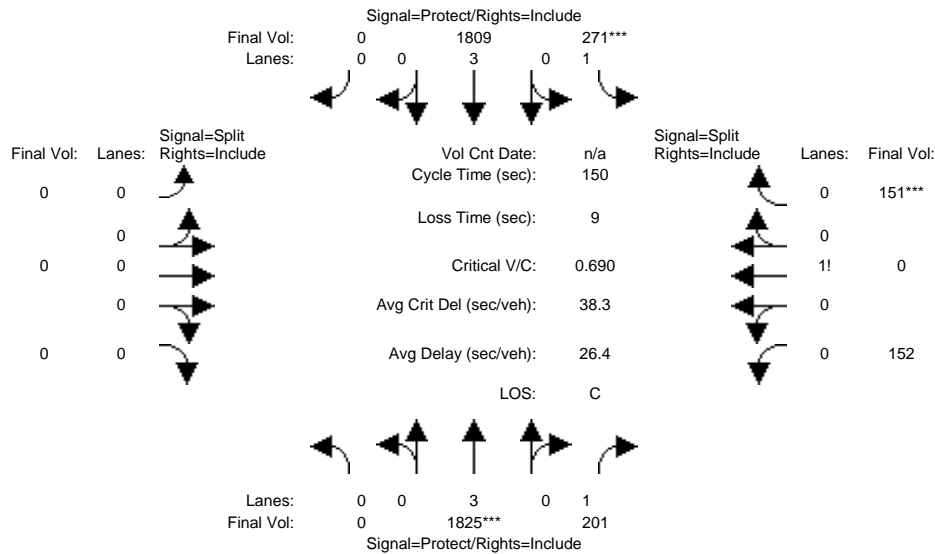 Signal=Protect/Rights=Include
Final Vol: 0 1809 271***
Lanes: 0 0 3 0 1
Signal=Split Signal=Split
Final Vol: Lanes: Rights=Include Vol Cnt Date: n/a Rights=Include Lanes: Final Vol:
Cycle Time (sec): 150
0 0 0 151***
Loss Time (sec): 9
0 0
0 0 Critical V/C: 0.690 1! 0
0 Avg Crit Del (sec/veh): 38.3 0
0 0 Avg Delay (sec/veh): 26.4 0 152
LOS: C
Lanes: 0 0 3 0 1
Final Vol: 0 1825*** 201
Signal=Protect/Rights=Include